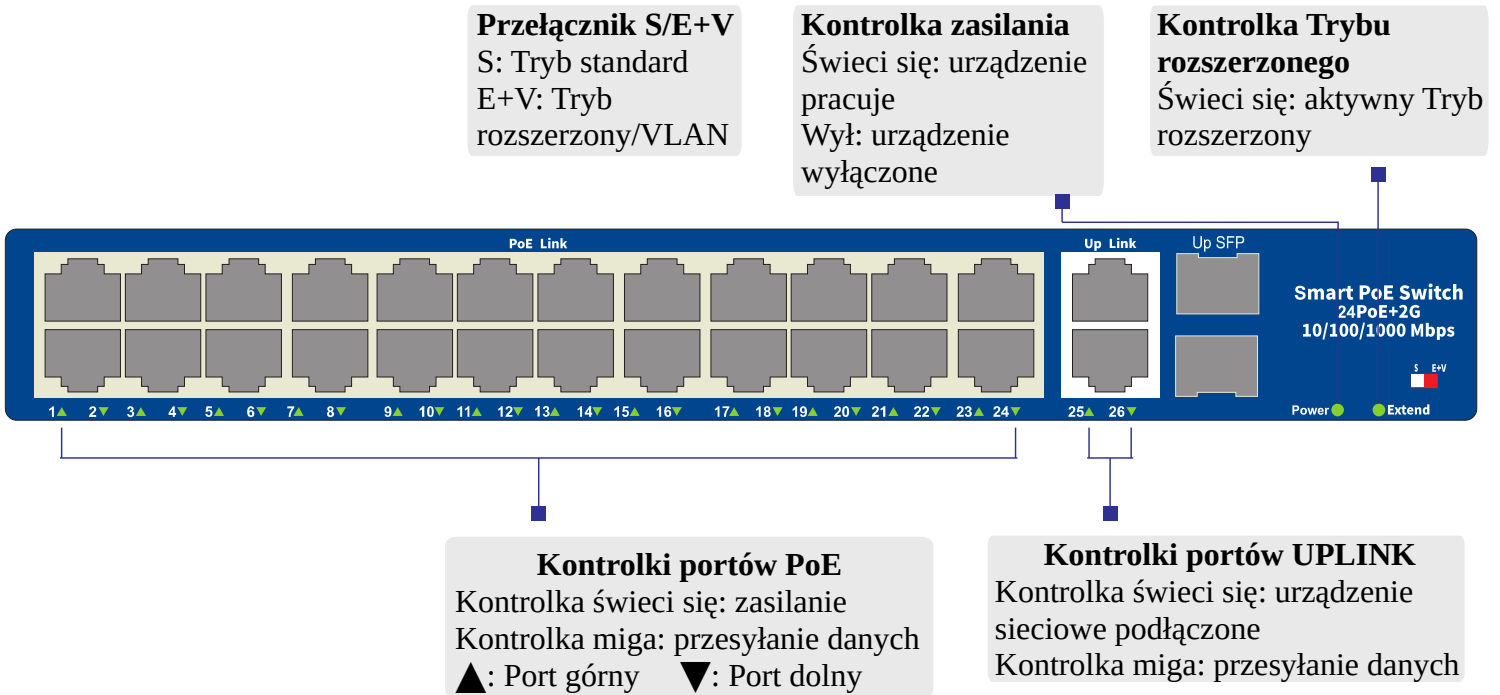 Przełącznik S/E+V
S: Tryb standard
E+V: Tryb
rozszerzony/VLAN
Kontrolka zasilania
Świeci się: urządzenie
pracuje
Wył: urządzenie
wyłączone
Kontrolka Trybu
rozszerzonego
Świeci się: aktywny Tryb
rozszerzony
PoE Link
Up Link
Up SFP
Smart PoE Switch
24PoE+2G
10/100/1000 Mbps
S E+V
1▲ 2▼ 3▲ 4▼ 5▲ 6▼ 7▲ 8▼ 9▲ 10▼ 11▲ 12▼ 13▲ 14▼ 15▲ 16▼ 17▲ 18▼ 19▲ 20▼ 21▲ 22▼ 23▲ 24▼ 25▲ 26▼
Power Extend
Kontrolki portów PoE
Kontrolka świeci się: zasilanie
Kontrolka miga: przesyłanie danych
▲: Port górny ▼: Port dolny
Kontrolki portów UPLINK
Kontrolka świeci się: urządzenie
sieciowe podłączone
Kontrolka miga: przesyłanie danych